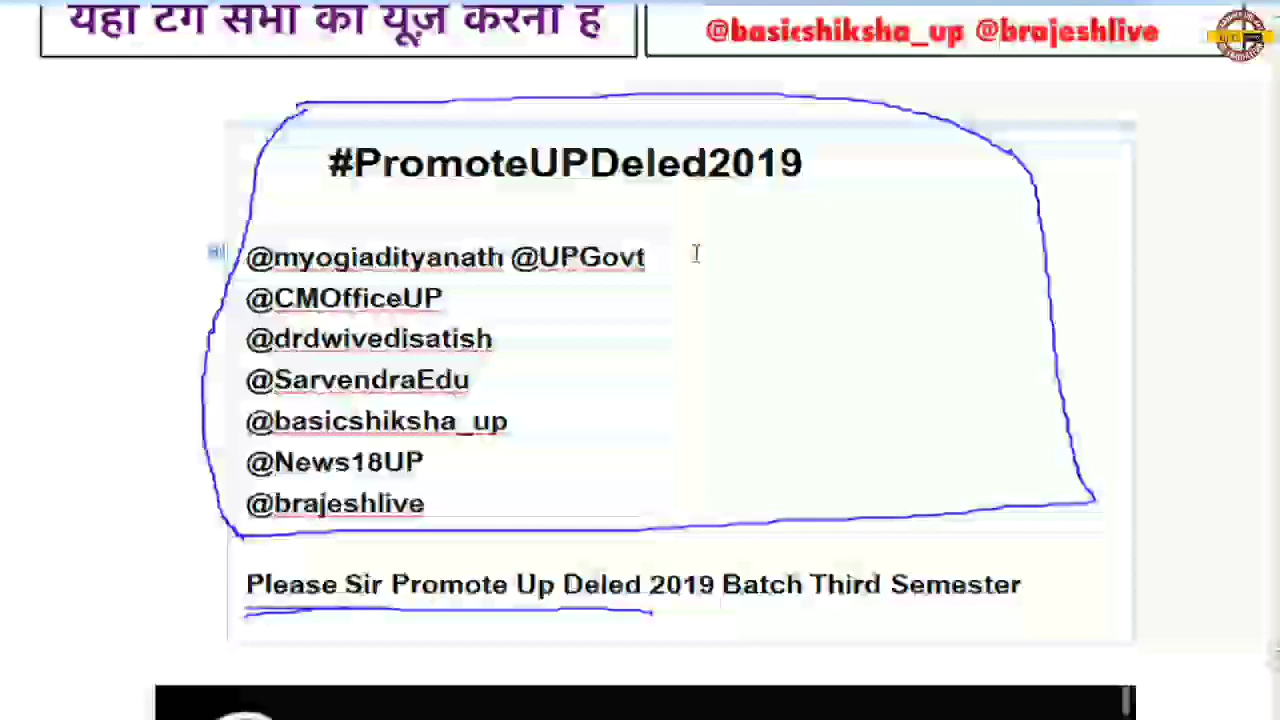 यहा टैग सभी को यूज़ करना है
@basicshiksha_up @brajeshlive
#PromoteUPDeled2019
@myogiadityanath @UPGovt
@CMOfficeUP
@drdwivedisatish
@SarvendraEdu
@basicshiksha_up
@News18UP
@brajeshlive
Please Sir Promote Up Deled 2019 Batch Third Semester